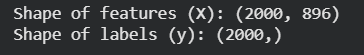 Shape of features (X): (2000, 896)
Shape of labels (y): (2000,)